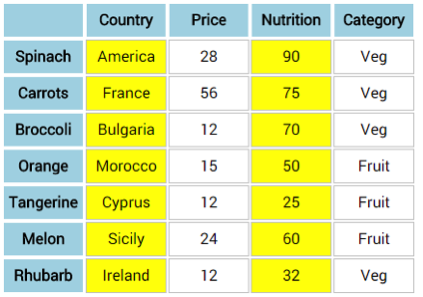 Country Price Nutrition Category
Spinach America 28 90 Veg
Carrots France 56 75 Veg
Broccoli Bulgaria 12 70 Veg
Orange Morocco 15 50 Fruit
Tangerine Cyprus 12 25 Fruit
Melon Sicily 24 60 Fruit
Rhubarb Ireland 12 32 Veg